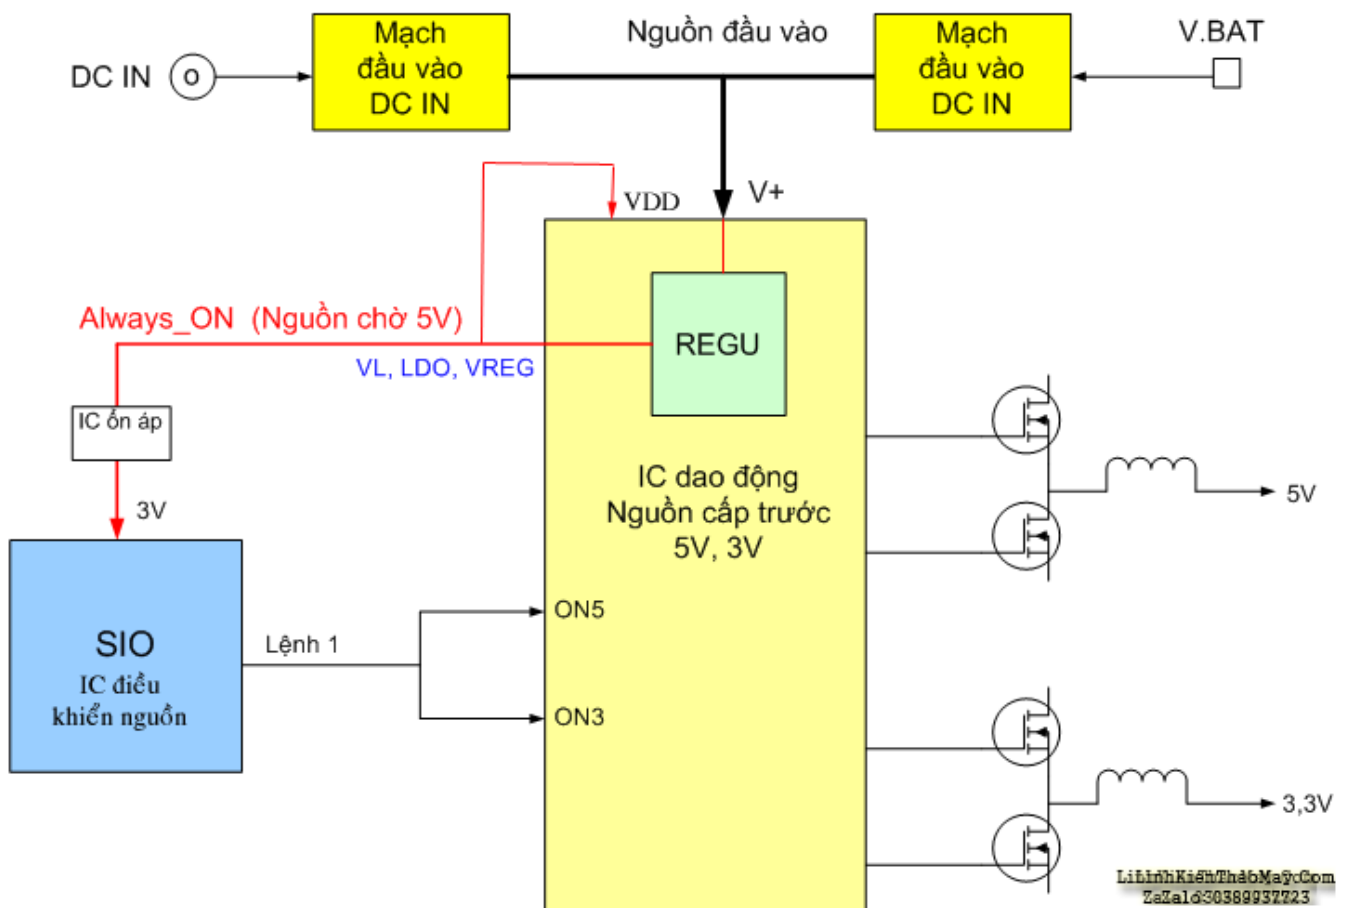 Mạch
đầu vào
DC IN
Nguồn đầu vào
Mạch
đầu vào
DC IN
V.BAT
DC IN
o
V+
VDD
Always_ON (Nguồn chờ 5V)
VL, LDO, VREG
REGU
IC ổn áp
3V
IC dao động
Nguồn cấp trước
5V, 3V
5V
SIO
IC điều
khiển nguồn
Lệnh 1
ON5
ON3
3,3V